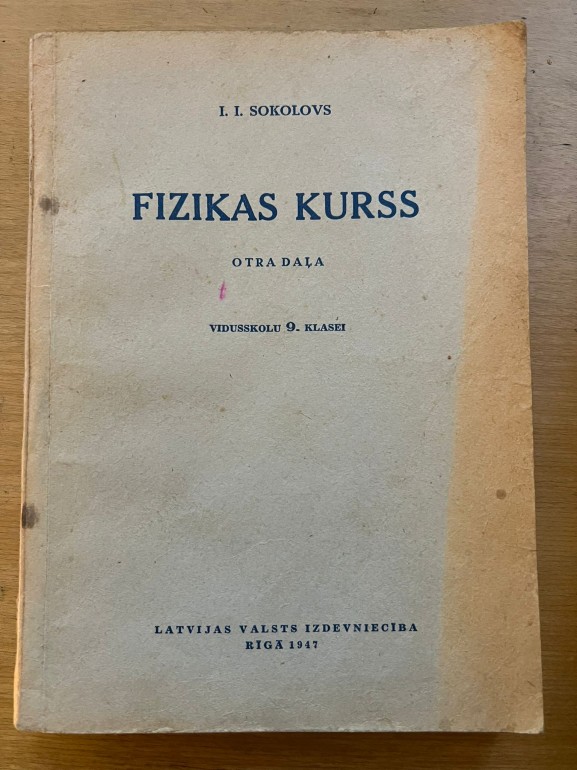 I. I. SOKOLOVS
FIZIKAS KURSS
OTRA DAĻA
VIDUSSKOLU 9. KLASEI
LATVIJAS VALSTS IZDEVNIECĪBA
RĪGĀ 1947